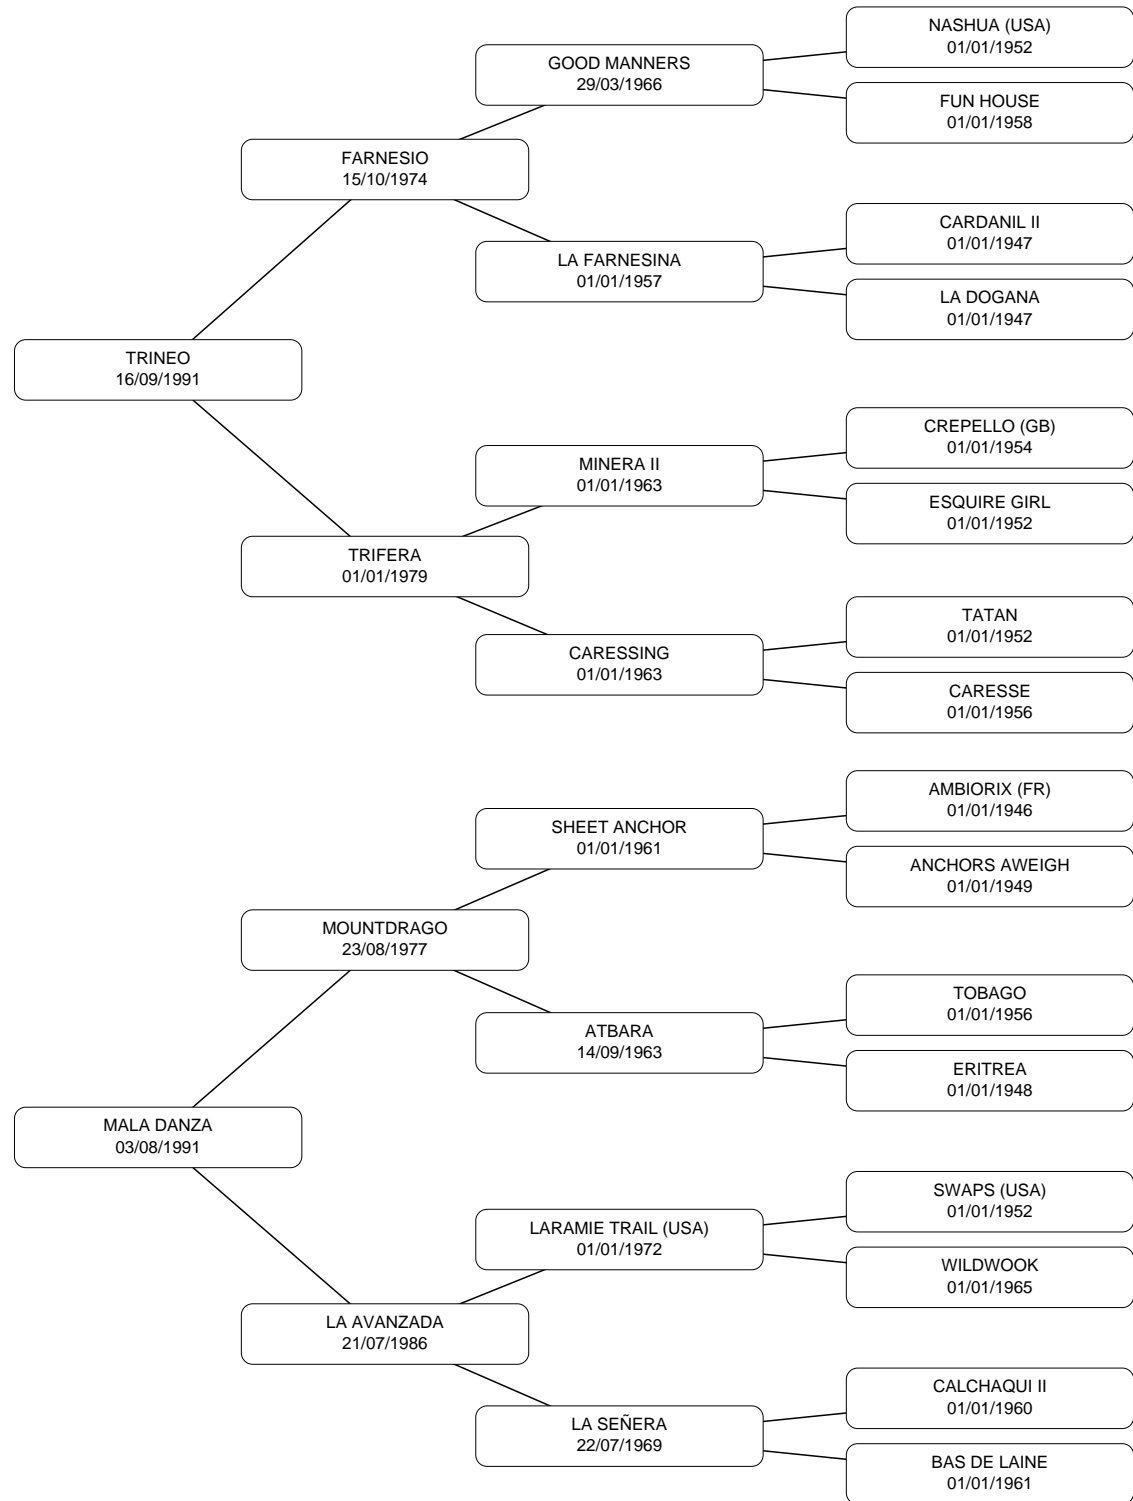 NASHUA (USA)
01/01/1952
GOOD MANNERS
29/03/1966
FUN HOUSE
01/01/1958
FARNESIO
15/10/1974
CARDANIL II
01/01/1947
LA FARNESINA
01/01/1957
LA DOGANA
01/01/1947
TRINEO
16/09/1991
CREPELLO (GB)
01/01/1954
MINERA II
01/01/1963
ESQUIRE GIRL
01/01/1952
TRIFERA
01/01/1979
TATAN
01/01/1952
CARESSING
01/01/1963
CARESSE
01/01/1956
AMBIORIX (FR)
01/01/1946
SHEET ANCHOR
01/01/1961
ANCHORS AWEIGH
01/01/1949
MOUNTDRAGO
23/08/1977
TOBAGO
01/01/1956
ATBARA
14/09/1963
ERITREA
01/01/1948
MALA DANZA
03/08/1991
SWAPS (USA)
01/01/1952
LARAMIE TRAIL (USA)
01/01/1972
WILDWOOK
01/01/1965
LA AVANZADA
21/07/1986
CALCHAQUI II
01/01/1960
LA SEÑERA
22/07/1969
BAS DE LAINE
01/01/1961